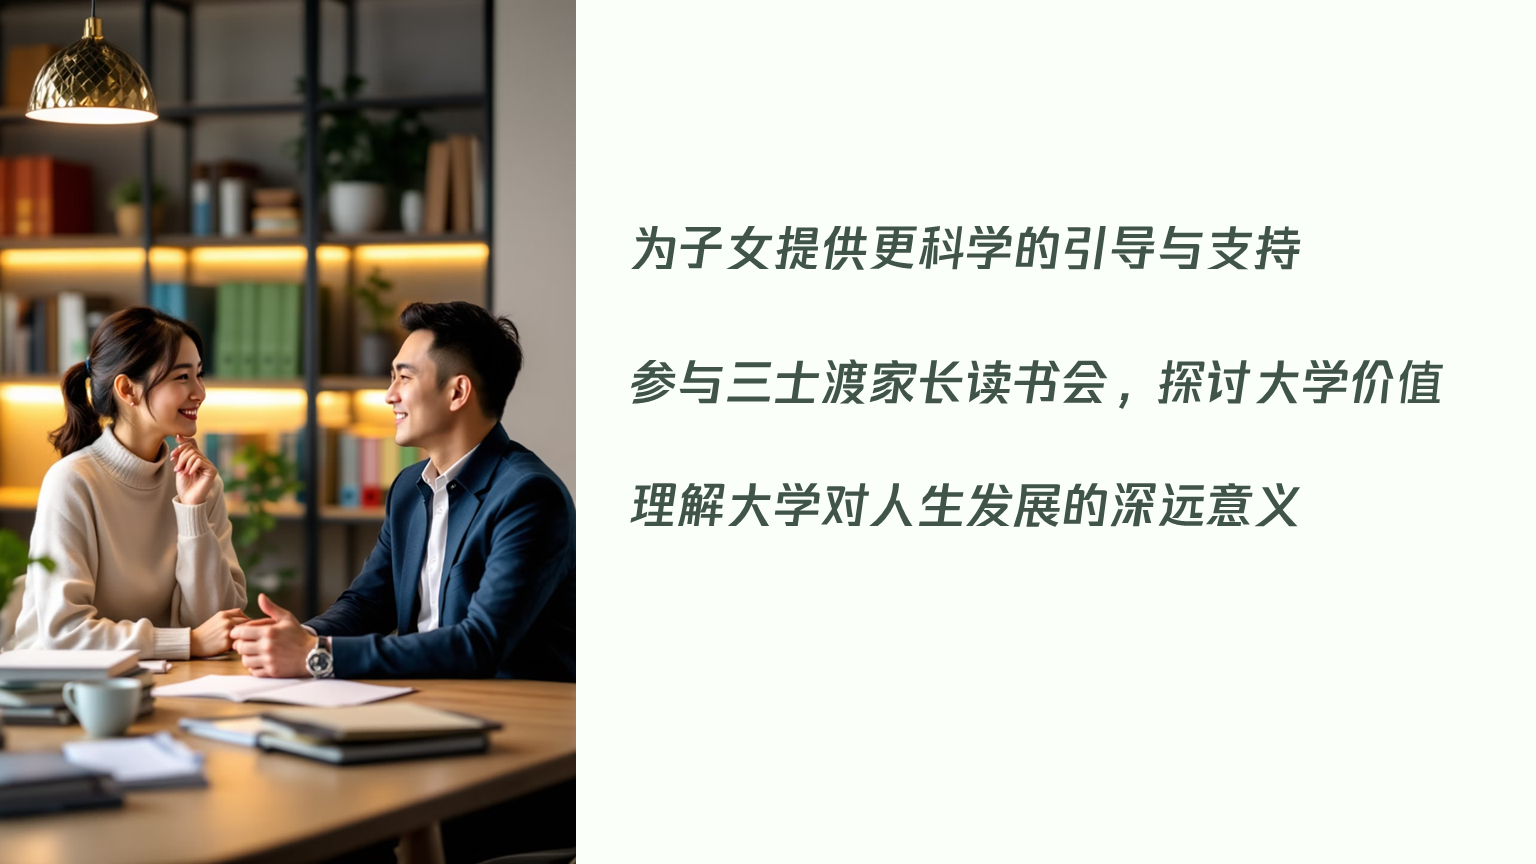 为子女提供更科学的引导与支持
参与三士渡家长读书会，探讨大学价值
理解大学对人生发展的深远意义